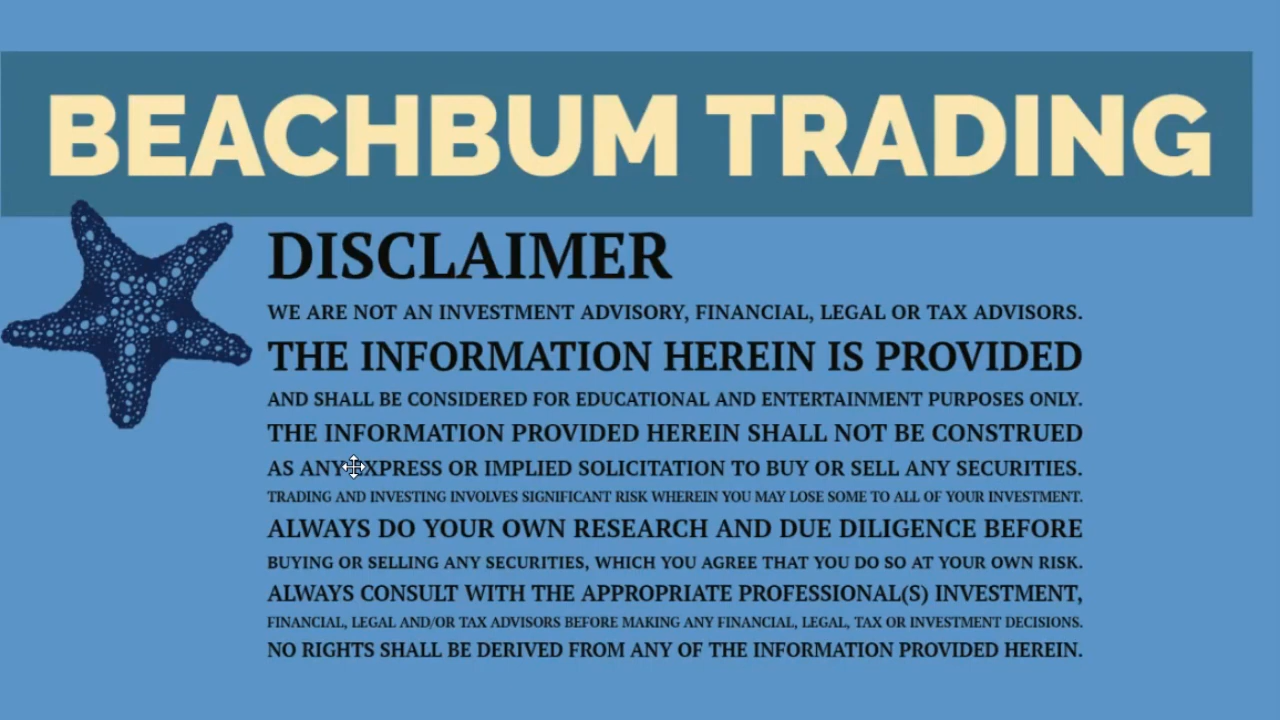 BEACHBUM TRADING
DISCLAIMER
WE ARE NOT AN INVESTMENT ADVISORY, FINANCIAL, LEGAL OR TAX ADVISORS.
THE INFORMATION HEREIN IS PROVIDED
AND SHALL BE CONSIDERED FOR EDUCATIONAL AND ENTERTAINMENT PURPOSES ONLY.
THE INFORMATION PROVIDED HEREIN SHALL NOT BE CONSTRUED
AS ANY EXPRESS OR IMPLIED SOLICITATION TO BUY OR SELL ANY SECURITIES.
TRADING AND INVESTING INVOLVES SIGNIFICANT RISK WHEREIN YOU MAY LOSE SOME TO ALL OF YOUR INVESTMENT.
ALWAYS DO YOUR OWN RESEARCH AND DUE DILIGENCE BEFORE
BUYING OR SELLING ANY SECURITIES, WHICH YOU AGREE THAT YOU DO SO AT YOUR OWN RISK.
ALWAYS CONSULT WITH THE APPROPRIATE PROFESSIONAL(S) INVESTMENT,
FINANCIAL, LEGAL AND/OR TAX ADVISORS BEFORE MAKING ANY FINANCIAL, LEGAL, TAX OR INVESTMENT DECISIONS.
NO RIGHTS SHALL BE DERIVED FROM ANY OF THE INFORMATION PROVIDED HEREIN.